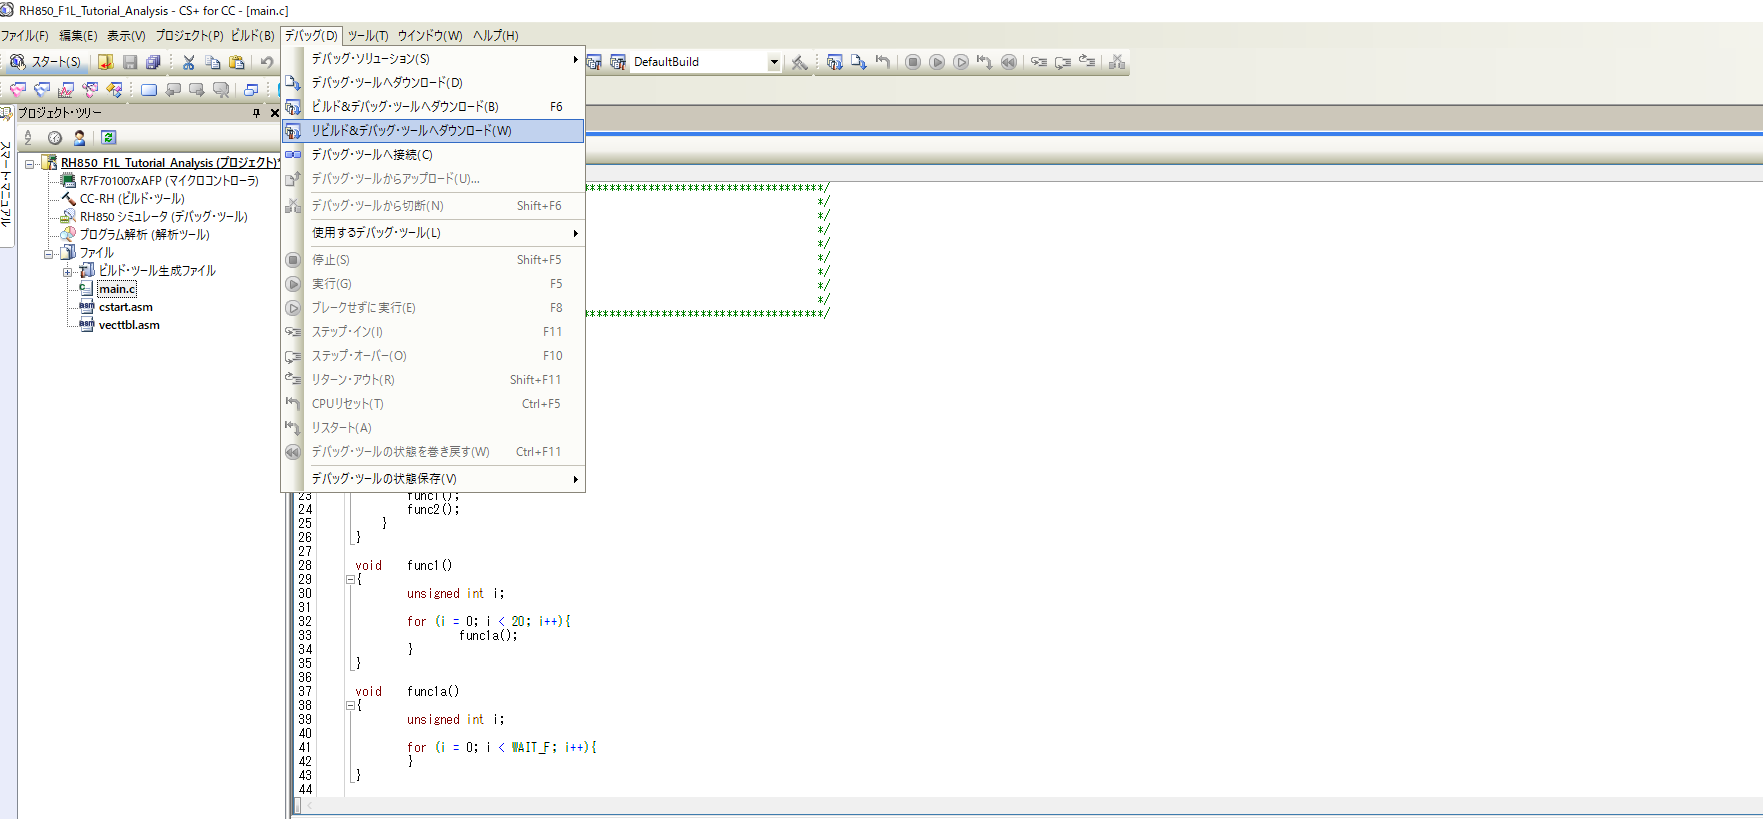 RH850_F1L_Tutorial_Analysis - CS+ for CC - [main.c]
ファイル(F) 編集(E) 表示(V) プロジェクト(P) ビルド(B) デバッグ(D) ツール(T) ウインドウ(W) ヘルプ(H)
スタート(S) DefaultBuild
デバッグ・ソリューション(S)
デバッグ・ツールへダウンロード(D)
ビルド&デバッグ・ツールへダウンロード(B) F6
リビルド&デバッグ・ツールへダウンロード(W)
デバッグ・ツールへ接続(C)
デバッグ・ツールからアップロード(U)...
デバッグ・ツールから切断(N) Shift+F6
使用するデバッグ・ツール(L)
停止(S) Shift+F5
実行(G) F5
ブレークせずに実行(E) F8
ステップ・イン(I) F11
ステップ・オーバー(O) F10
リターン・アウト(R) Shift+F11
CPUリセット(T) Ctrl+F5
リスタート(A)
デバッグ・ツールの状態を巻き戻す(W) Ctrl+F11
デバッグ・ツールの状態保存(V)
スマート・マニュアル
プロジェクト・ツリー
RH850_F1L_Tutorial_Analysis (プロジェクト)*
R7F701007xAFP (マイクロコントローラ)
CC-RH (ビルド・ツール)
RH850 シミュレータ (デバッグ・ツール)
プログラム解析 (解析ツール)
ファイル
ビルド・ツール生成ファイル
main.c
cstart.asm
vecttbl.asm
************************************/
*/
*/
*/
*/
*/
*/
*/
*/
************************************/
23 func1();
24 func2();
25 }
26 }
27
28 void func1()
29 {
30 unsigned int i;
31
32 for (i = 0; i < 20; i++){
33 func1a();
34 }
35 }
36
37 void func1a()
38 {
39 unsigned int i;
40
41 for (i = 0; i < WAIT_F; i++){
42 }
43 }
44